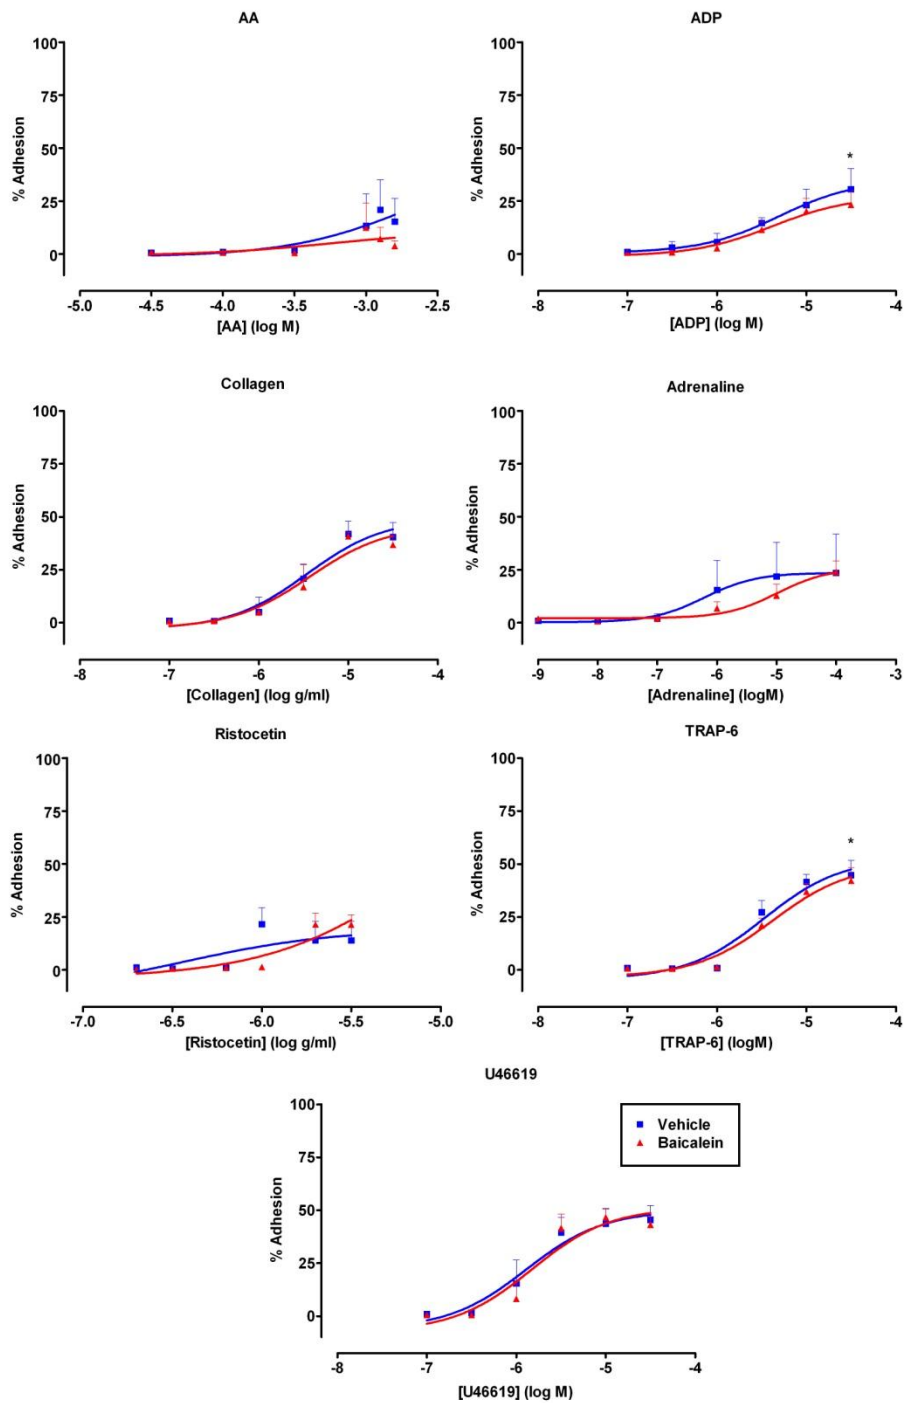 AA
100
75
50
25
0
% Adhesion
-5.0 -4.5 -4.0 -3.5 -3.0 -2.5
[AA] (log M)
ADP
100
75
50
25
0
% Adhesion
*
-8 -7 -6 -5 -4
[ADP] (log M)
Collagen
100
75
50
25
0
% Adhesion
-8 -7 -6 -5 -4
[Collagen] (log g/ml)
Adrenaline
100
75
50
25
0
% Adhesion
-9 -8 -7 -6 -5 -4 -3
[Adrenaline] (logM)
Ristocetin
100
75
50
25
0
% Adhesion
-7.0 -6.5 -6.0 -5.5 -5.0
[Ristocetin] (log g/ml)
TRAP-6
100
75
50
25
0
% Adhesion
*
-8 -7 -6 -5 -4
[TRAP-6] (logM)
U46619
100
75
50
25
0
% Adhesion
Vehicle
Baicalein
-8 -7 -6 -5 -4
[U46619] (log M)